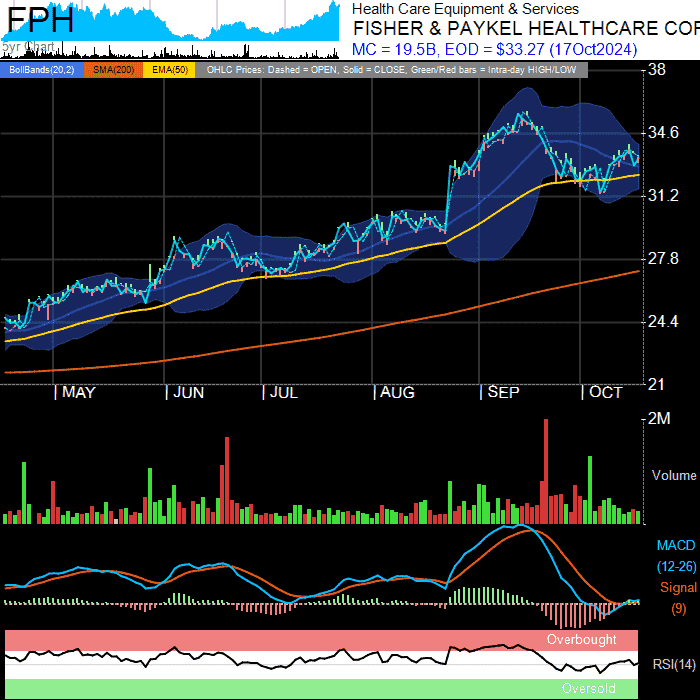 FPH
5yr Chart
Health Care Equipment & Services
FISHER & PAYKEL HEALTHCARE COR
MC = 19.5B, EOD = $33.27 (17Oct2024)
BollBands(20,2) SMA(200) EMA(50) OHLC Prices: Dashed = OPEN, Solid = CLOSE, Green/Red bars = Intra-day HIGH/LOW
38
34.6
31.2
27.8
24.4
21
MAY JUN JUL AUG SEP OCT
2M
Volume
MACD
(12-26)
Signal
(9)
Overbought
RSI(14)
Oversold